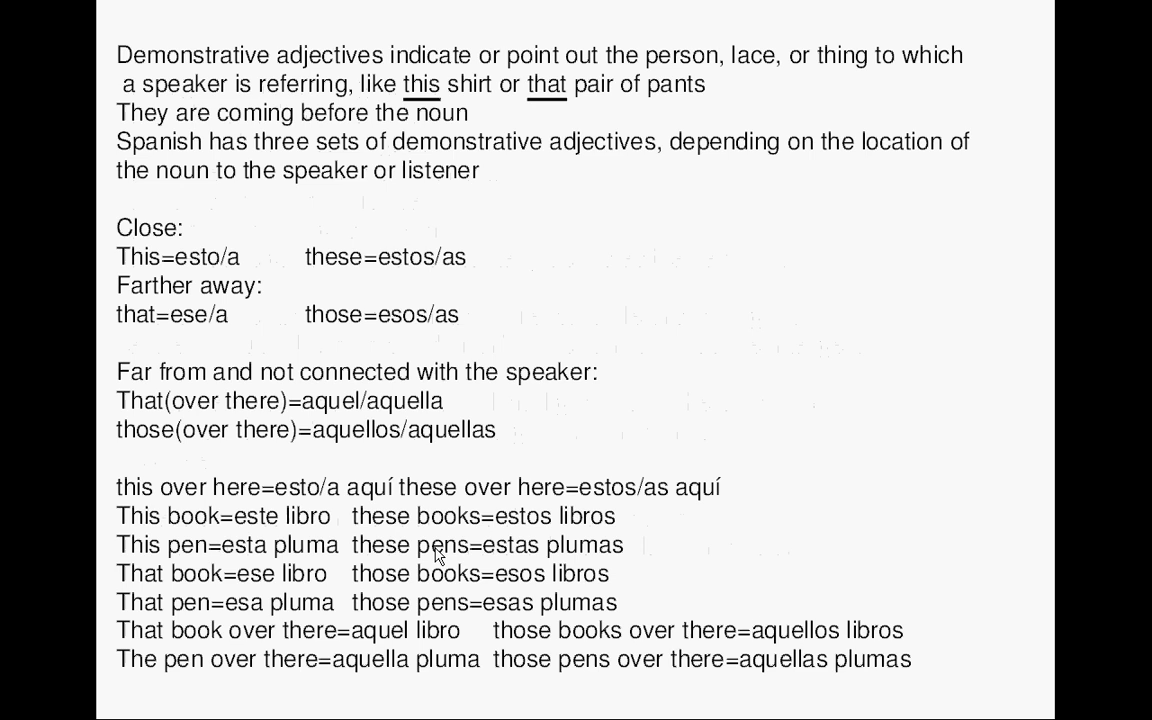 Demonstrative adjectives indicate or point out the person, lace, or thing to which
a speaker is referring, like this shirt or that pair of pants
They are coming before the noun
Spanish has three sets of demonstrative adjectives, depending on the location of
the noun to the speaker or listener
Close:
This=esto/a these=estos/as
Farther away:
that=ese/a those=esos/as
Far from and not connected with the speaker:
That(over there)=aquel/aquella
those(over there)=aquellos/aquellas
this over here=esto/a aquí these over here=estos/as aquí
This book=este libro these books=estos libros
This pen=esta pluma these pens=estas plumas
That book=ese libro those books=esos libros
That pen=esa pluma those pens=esas plumas
That book over there=aquel libro those books over there=aquellos libros
The pen over there=aquella pluma those pens over there=aquellas plumas